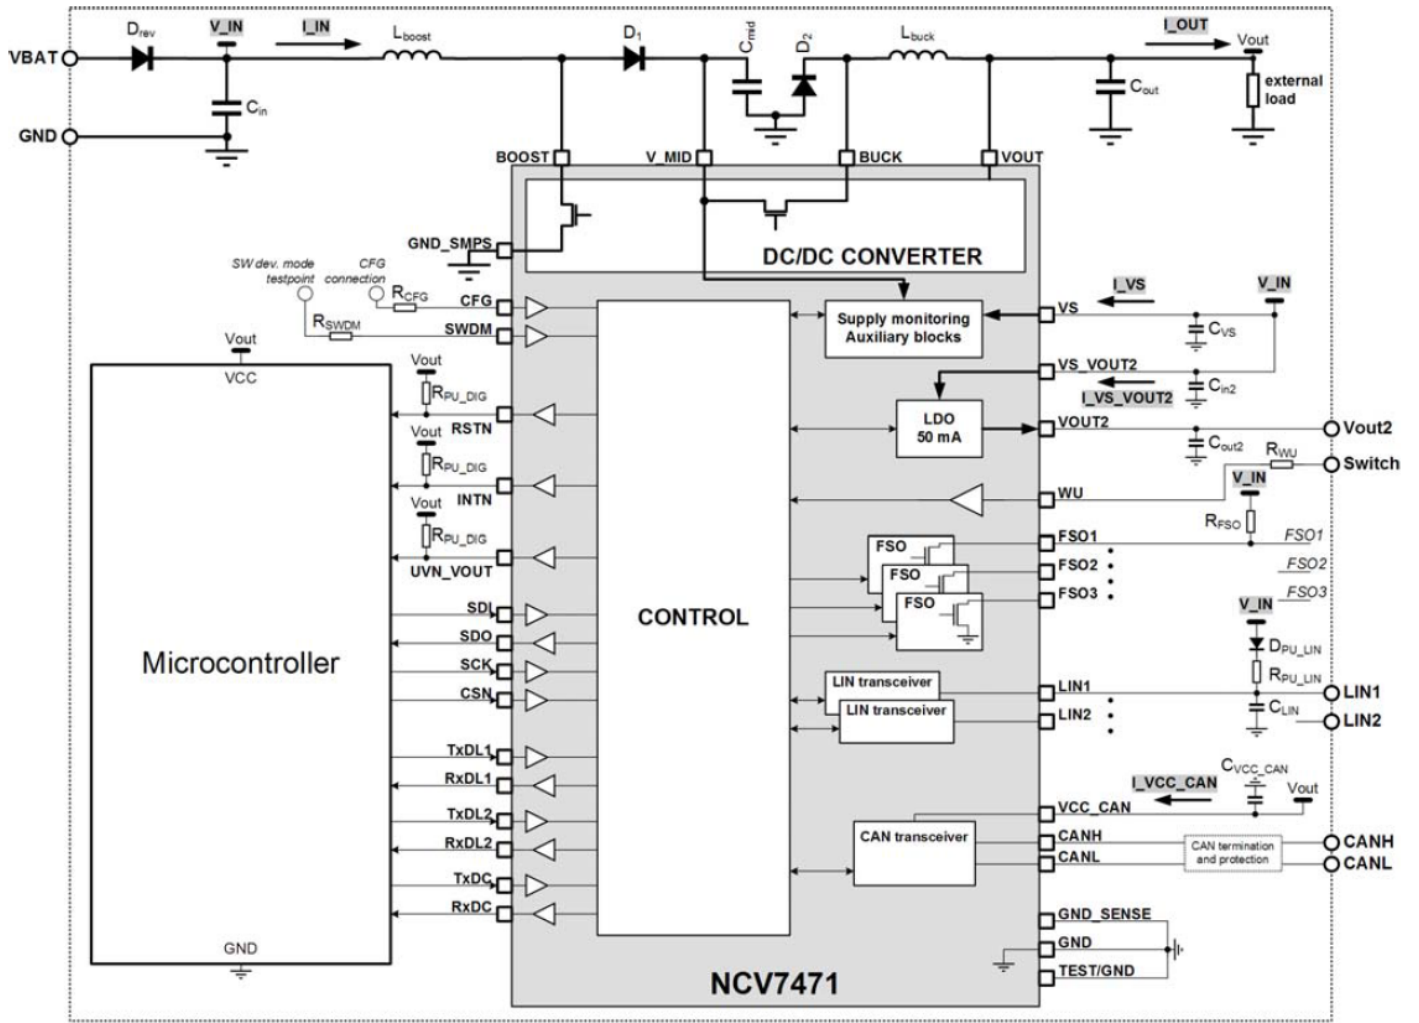 Drev
V_IN
I_IN
Lboost
D1
Cmid
D2
Lbuck
I_OUT
Vout
VBAT
Cin
Cout
external
load
GND
BOOST
V_MID
BUCK
VOUT
GND_SMPS
DC/DC CONVERTER
SW dev. mode
testpoint
CFG
connection
RCFG
CFG
RSWDM
SWDM
Supply monitoring
Auxiliary blocks
VS
I_VS
V_IN
CVS
Vout
VCC
Vout
RPU_DIG
RSTN
VS_VOUT2
I_VS_VOUT2
Cin2
LDO
50 mA
VOUT2
Cout2
Vout2
RWU
Switch
Vout
RPU_DIG
INTN
WU
V_IN
RFSO
Vout
RPU_DIG
UVN_VOUT
FSO
FSO1
FSO1
FSO
FSO2
FSO2
FSO
FSO3
FSO3
CONTROL
Microcontroller
SDI
SDO
SCK
CSN
V_IN
DPU_LIN
RPU_LIN
LIN transceiver
LIN1
LIN1
CLIN
LIN transceiver
LIN2
LIN2
TxDL1
RxDL1
TxDL2
RxDL2
TxDC
RxDC
I_VCC_CAN
CVCC_CAN
Vout
VCC_CAN
CAN transceiver
CANH
CANL
CAN termination
and protection
CANH
CANL
GND_SENSE
GND
TEST/GND
GND
NCV7471